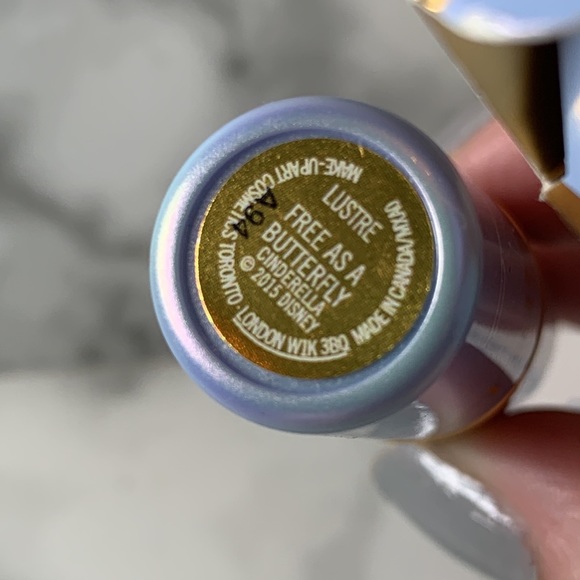 LUSTRE
FREE AS A
BUTTERFLY
CINDERELLA
© 2015 DISNEY
MAKE-UP ART COSMETICS TORONTO LONDON W1K 3BQ
MADE IN CANADA/M/CAD
A94